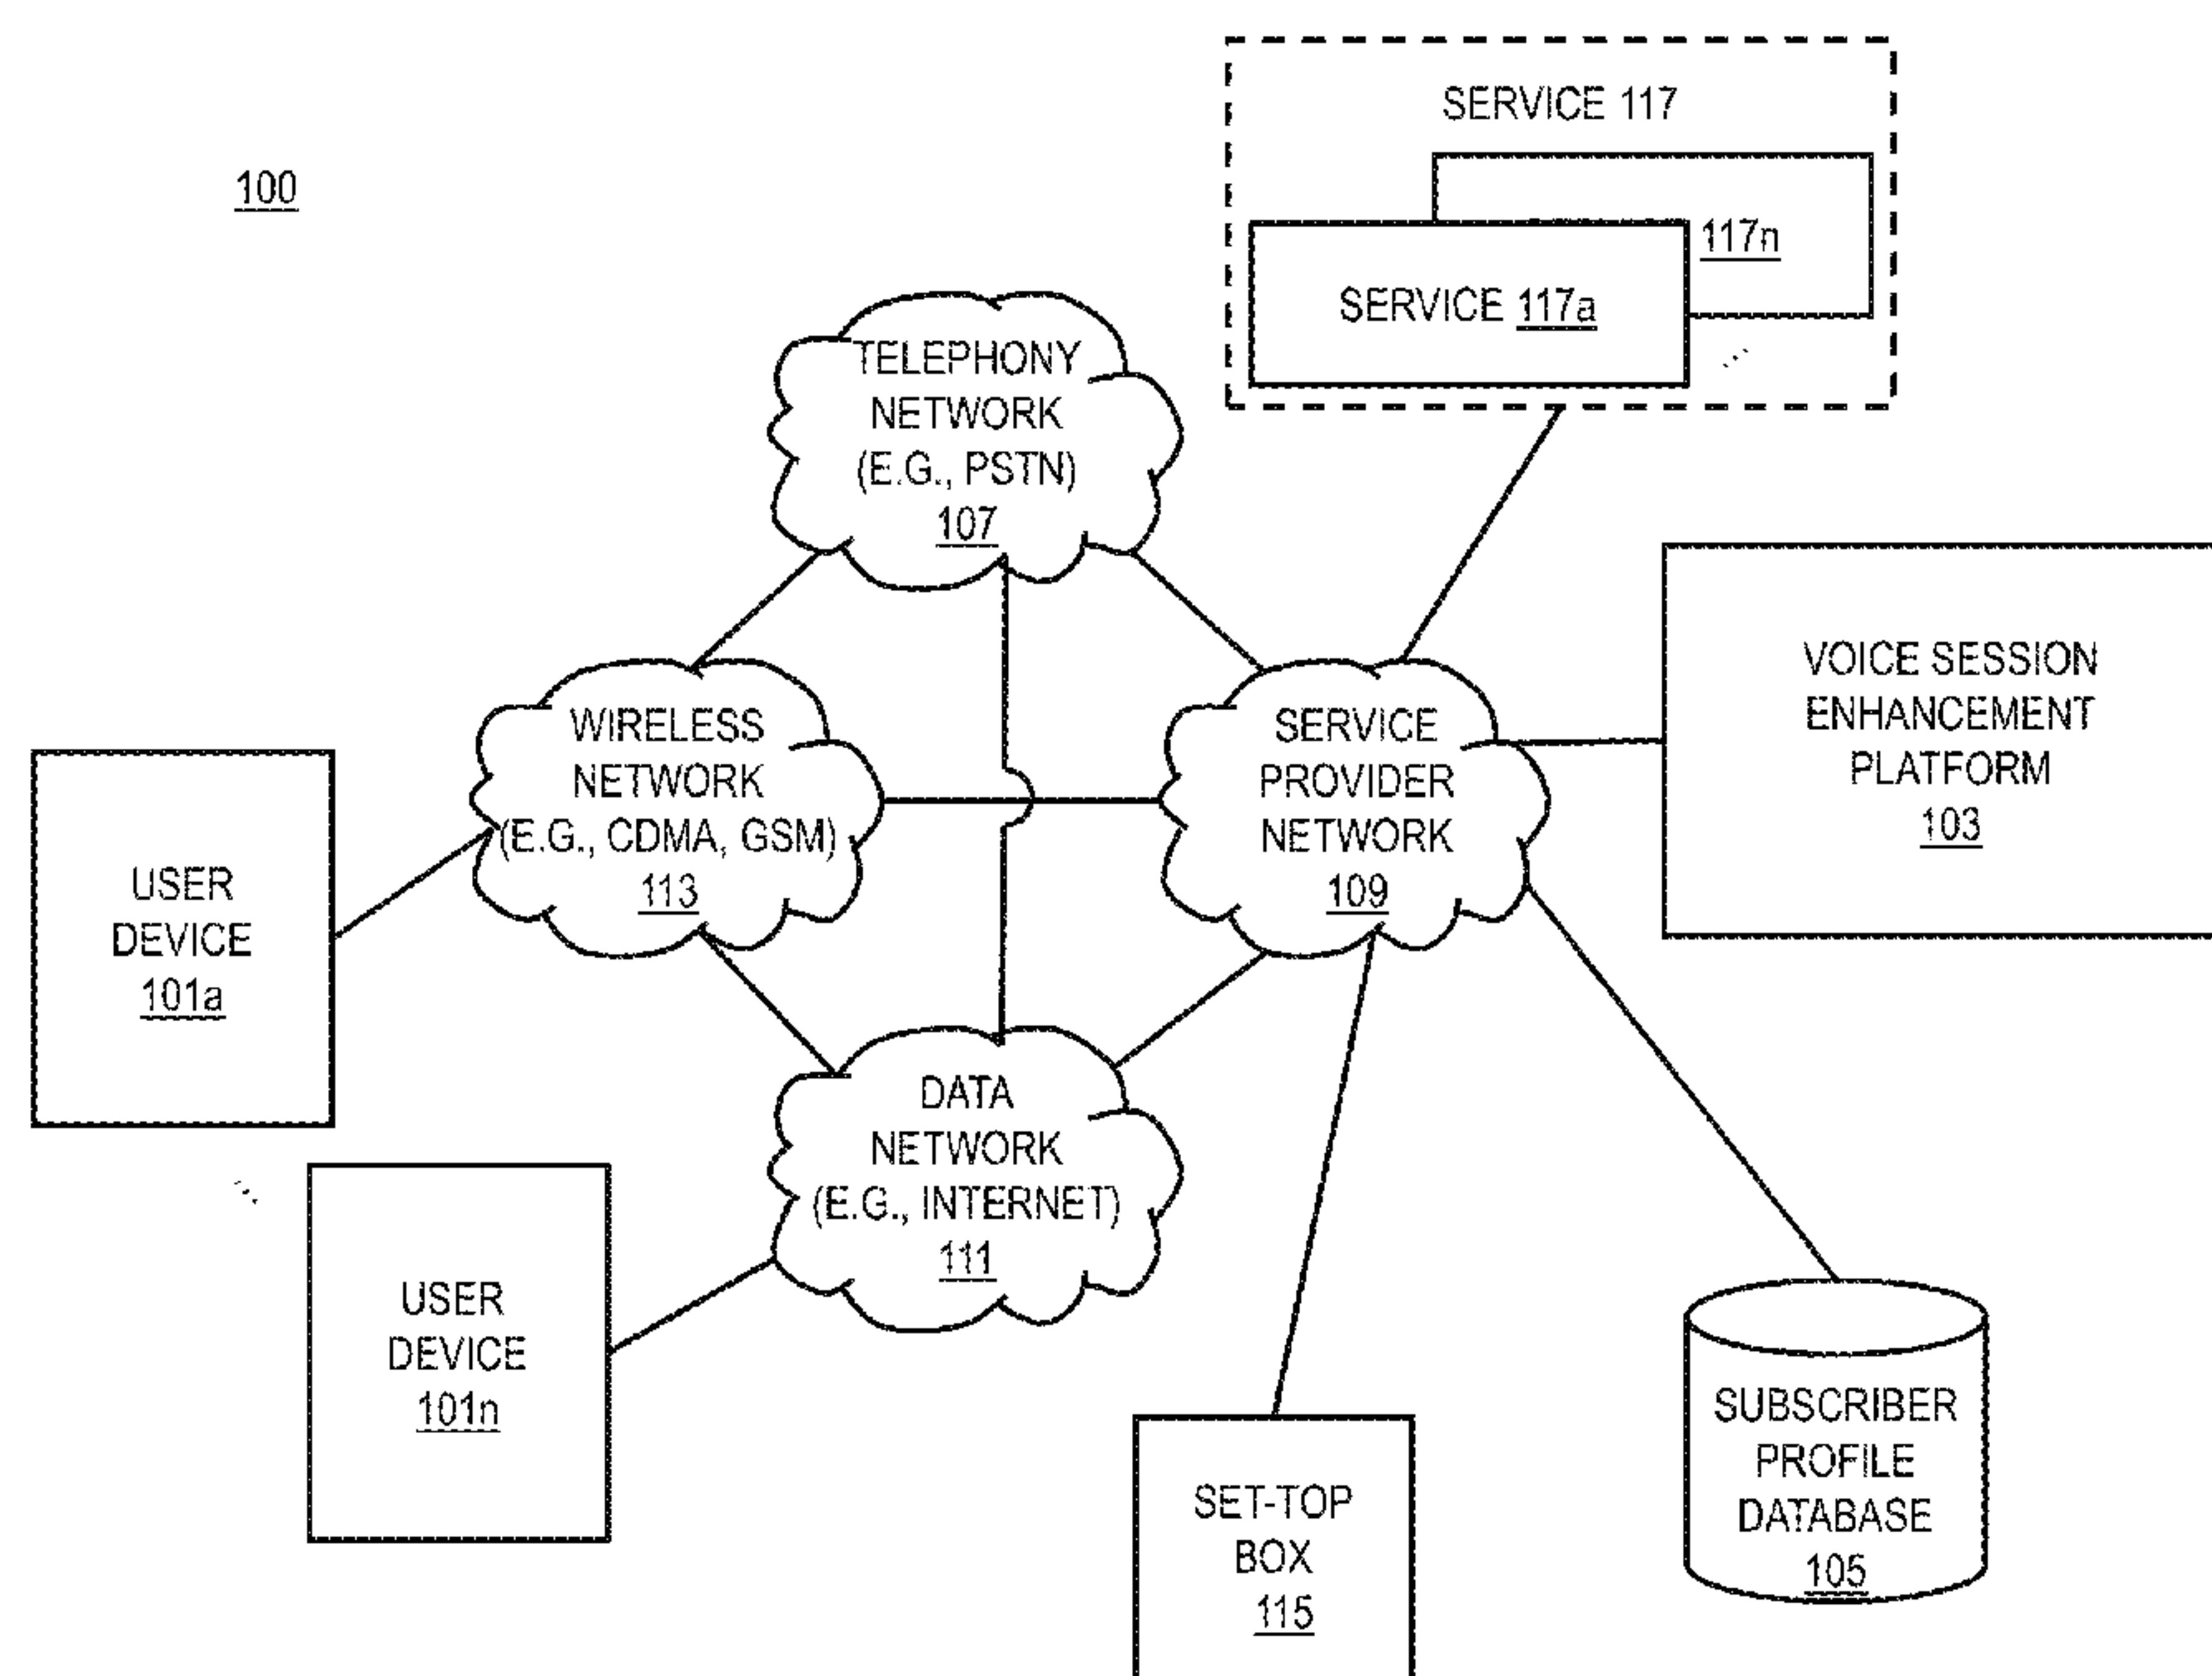 100
SERVICE 117
117n
SERVICE 117a
TELEPHONY
NETWORK
(E.G., PSTN)
107
WIRELESS
NETWORK
(E.G., CDMA, GSM)
113
SERVICE
PROVIDER
NETWORK
109
VOICE SESSION
ENHANCEMENT
PLATFORM
103
USER
DEVICE
101a
DATA
NETWORK
(E.G., INTERNET)
111
USER
DEVICE
101n
SET-TOP
BOX
115
SUBSCRIBER
PROFILE
DATABASE
105